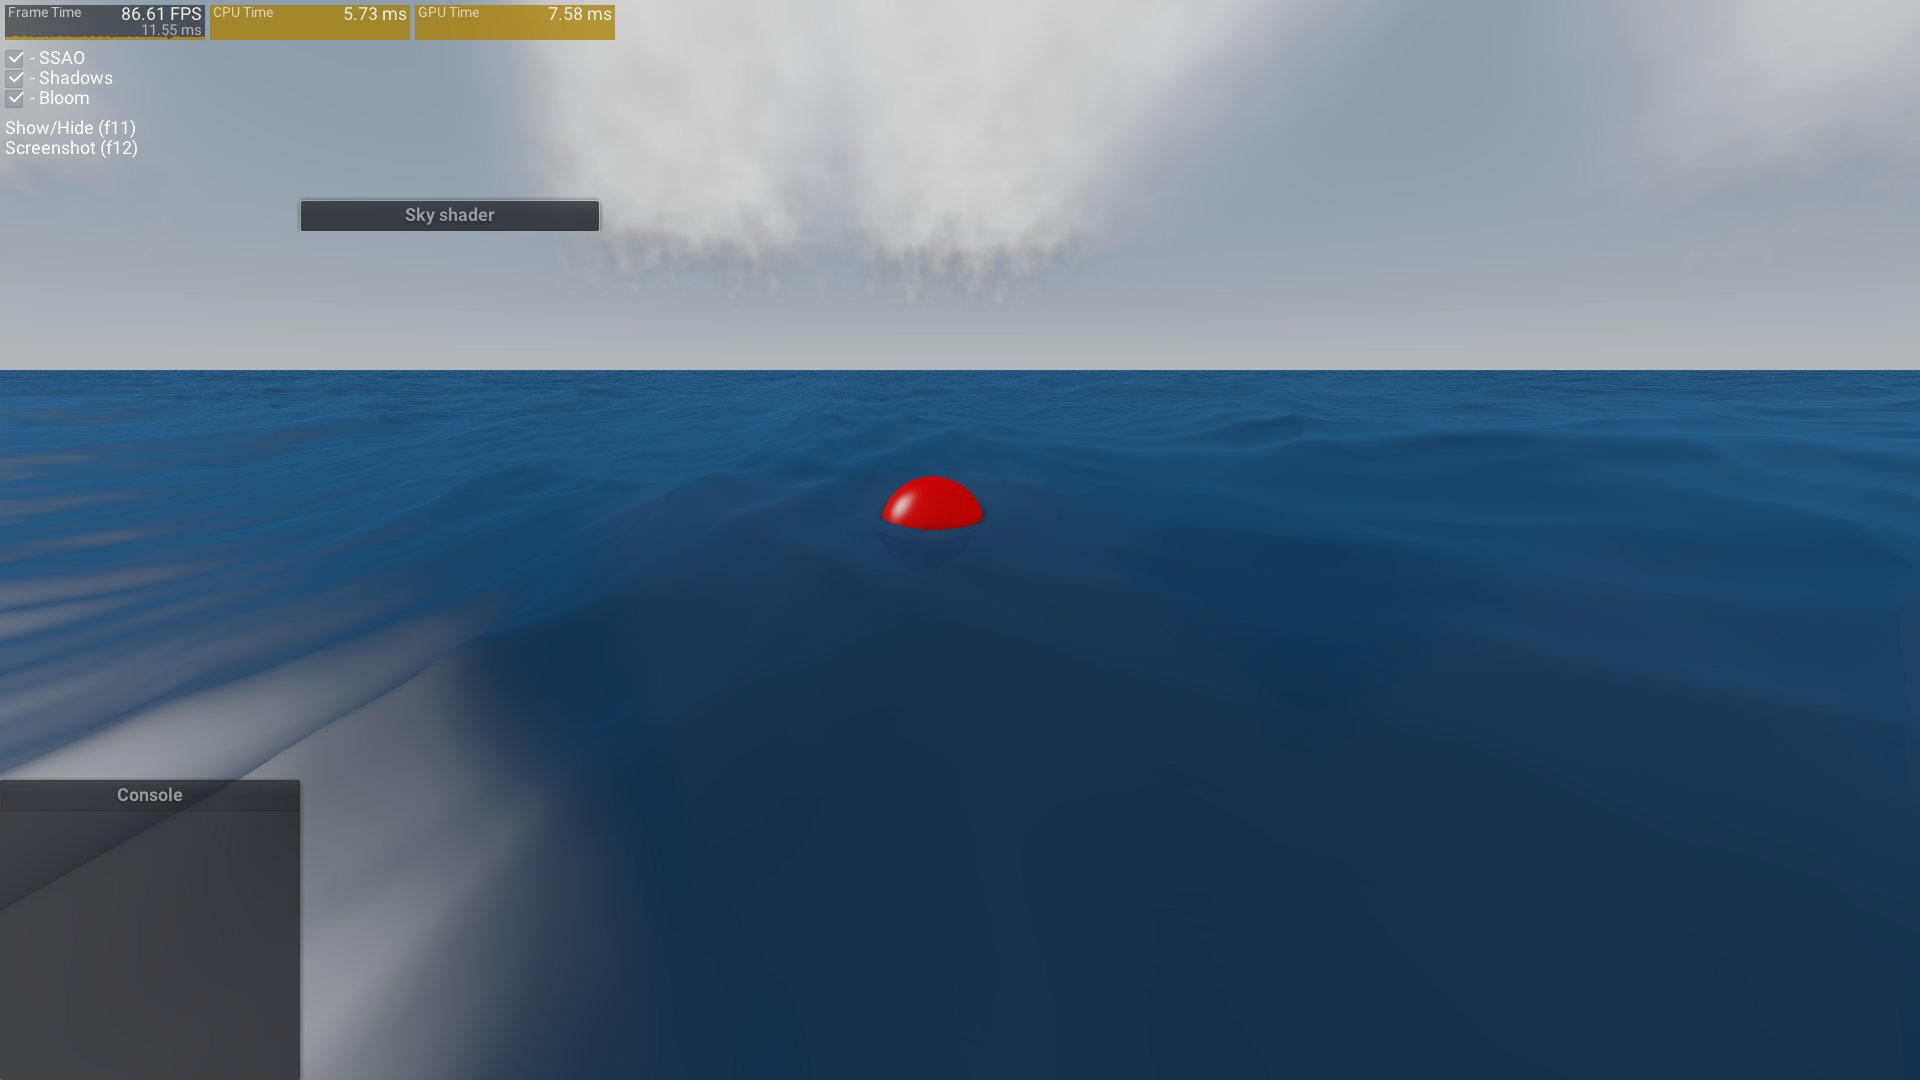 Frame Time 86.61 FPS CPU Time 5.73 ms GPU Time 7.58 ms
11.55 ms
- SSAO
- Shadows
- Bloom
Show/Hide (f11)
Screenshot (f12)
Sky shader
Console